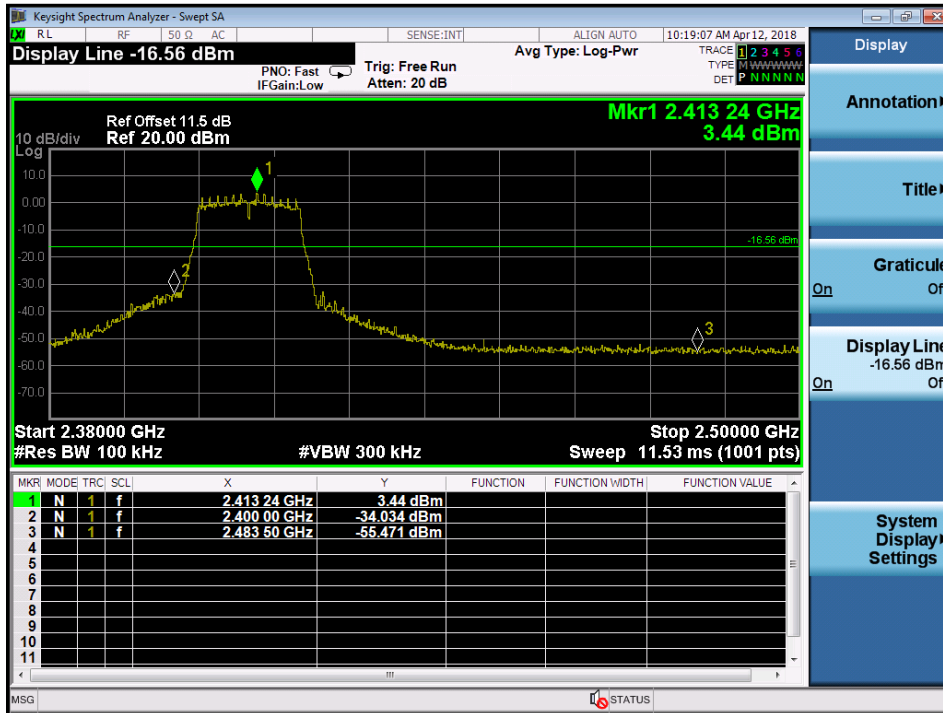 Keysight Spectrum Analyzer - Swept SA
LXI RL RF 50 Ω AC SENSE:INT ALIGN AUTO 10:19:07 AM Apr 12, 2018
Display Line -16.56 dBm
PNO: Fast
IFGain:Low
Trig: Free Run
Atten: 20 dB
Avg Type: Log-Pwr
TRACE 1 2 3 4 5 6
TYPE M W W W W W
DET P N N N N N
Ref Offset 11.5 dB
10 dB/div Ref 20.00 dBm
Log
Mkr1 2.413 24 GHz
3.44 dBm
10.0
0.00
-10.0
-20.0
-30.0
-40.0
-50.0
-60.0
-70.0
1
-16.56 dBm
2
3
Start 2.38000 GHz Stop 2.50000 GHz
#Res BW 100 kHz #VBW 300 kHz Sweep 11.53 ms (1001 pts)
MKR MODE TRC SCL X Y FUNCTION FUNCTION WIDTH FUNCTION VALUE
1 N 1 f 2.413 24 GHz 3.44 dBm
2 N 1 f 2.400 00 GHz -34.034 dBm
3 N 1 f 2.483 50 GHz -55.471 dBm
4
5
6
7
8
9
10
11
MSG STATUS
Display
Annotation
Title
Graticule
On Of
Display Line
-16.56 dBm
On Of
System
Display
Settings